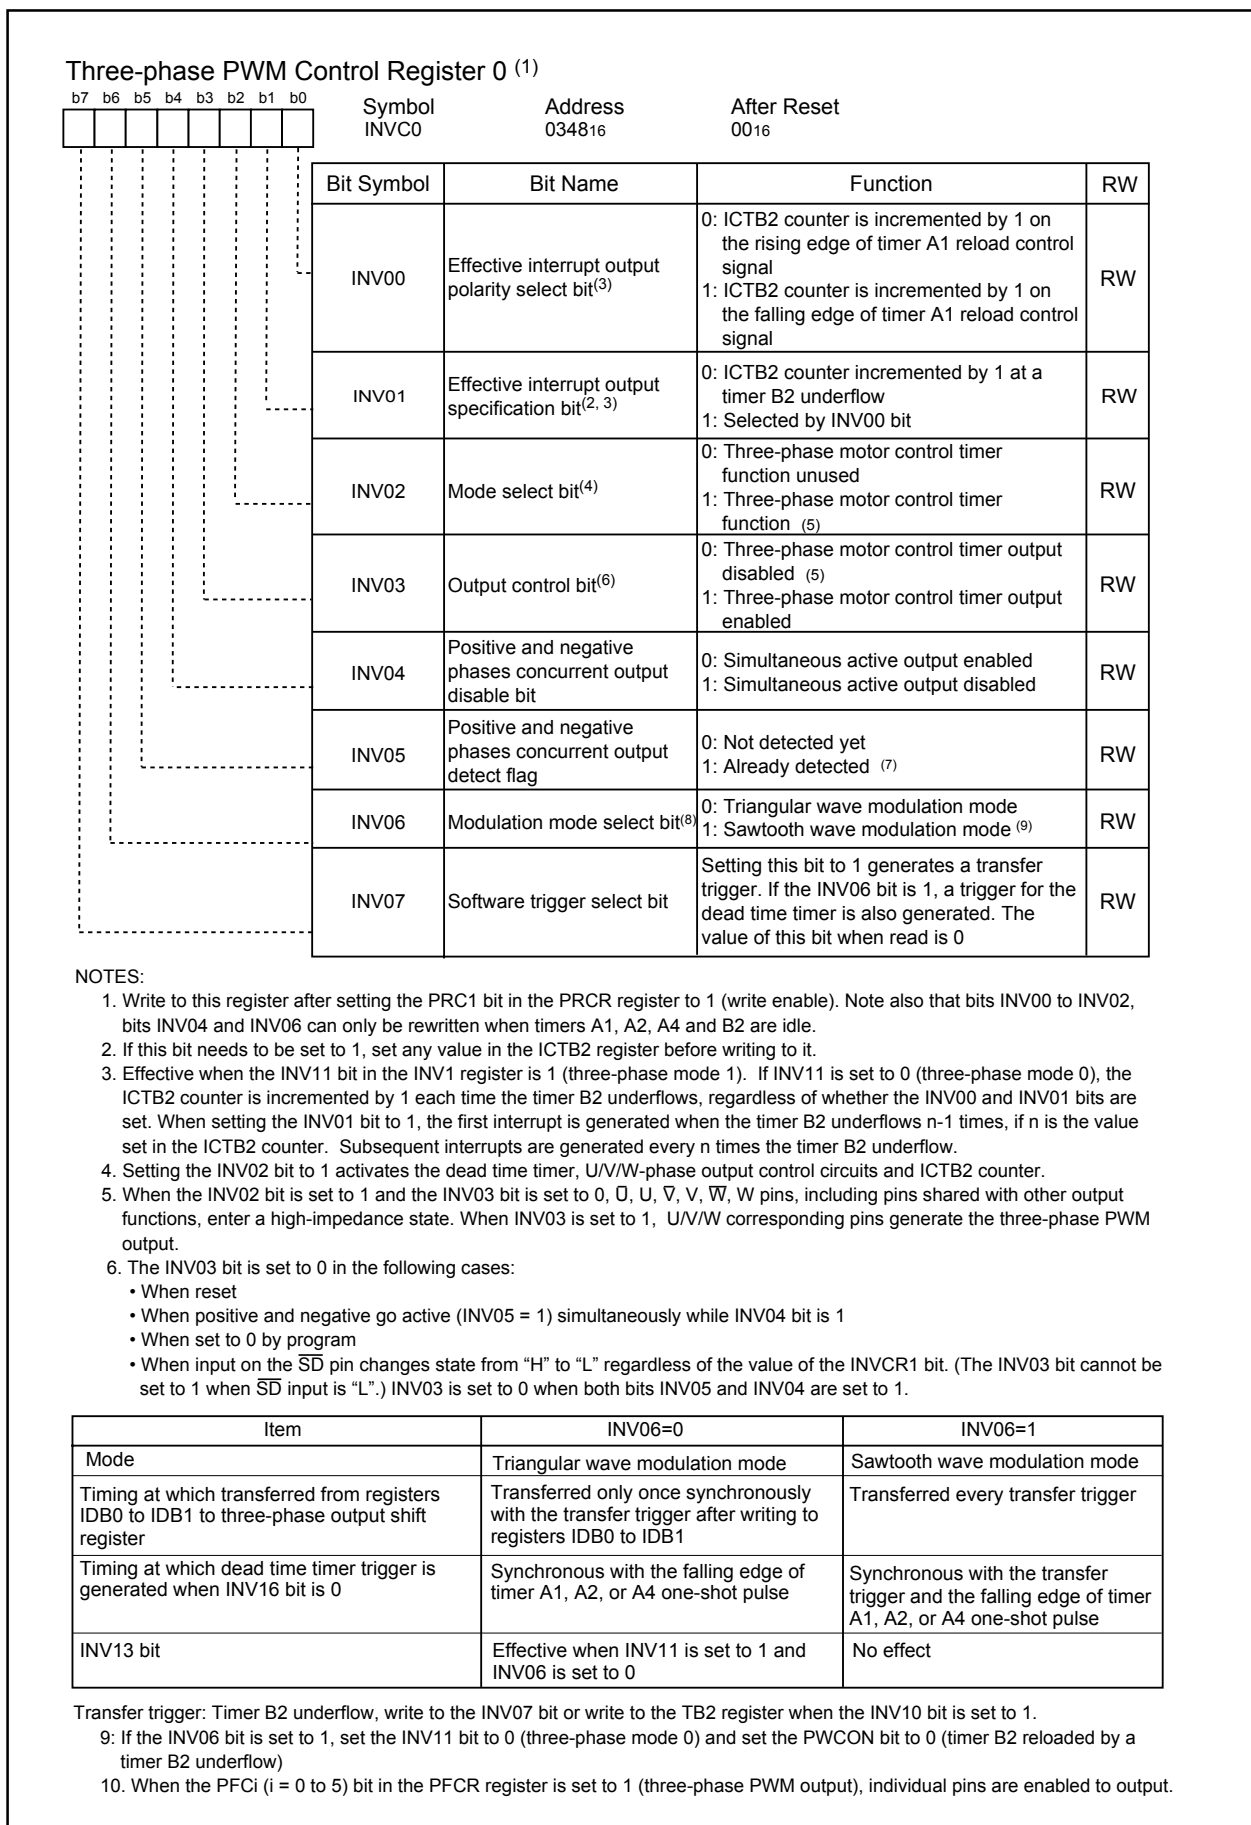 Three-phase PWM Control Register 0 (1)
b7 b6 b5 b4 b3 b2 b1 b0
Symbol Address After Reset
INVC0 034816 0016
Bit Symbol Bit Name Function RW
INV00
Effective interrupt output
polarity select bit(3)
0: ICTB2 counter is incremented by 1 on
the rising edge of timer A1 reload control
signal
1: ICTB2 counter is incremented by 1 on
the falling edge of timer A1 reload control
signal
RW
INV01
Effective interrupt output
specification bit(2, 3)
0: ICTB2 counter incremented by 1 at a
timer B2 underflow
1: Selected by INV00 bit
RW
INV02
Mode select bit(4)
0: Three-phase motor control timer
function unused
1: Three-phase motor control timer
function (5)
RW
INV03
Output control bit(6)
0: Three-phase motor control timer output
disabled (5)
1: Three-phase motor control timer output
enabled
RW
INV04
Positive and negative
phases concurrent output
disable bit
0: Simultaneous active output enabled
1: Simultaneous active output disabled
RW
INV05
Positive and negative
phases concurrent output
detect flag
0: Not detected yet
1: Already detected (7)
RW
INV06
Modulation mode select bit(8)
0: Triangular wave modulation mode
1: Sawtooth wave modulation mode (9)
RW
INV07
Software trigger select bit
Setting this bit to 1 generates a transfer
trigger. If the INV06 bit is 1, a trigger for the
dead time timer is also generated. The
value of this bit when read is 0
RW
NOTES:
1. Write to this register after setting the PRC1 bit in the PRCR register to 1 (write enable). Note also that bits INV00 to INV02,
bits INV04 and INV06 can only be rewritten when timers A1, A2, A4 and B2 are idle.
2. If this bit needs to be set to 1, set any value in the ICTB2 register before writing to it.
3. Effective when the INV11 bit in the INV1 register is 1 (three-phase mode 1). If INV11 is set to 0 (three-phase mode 0), the
ICTB2 counter is incremented by 1 each time the timer B2 underflows, regardless of whether the INV00 and INV01 bits are
set. When setting the INV01 bit to 1, the first interrupt is generated when the timer B2 underflows n-1 times, if n is the value
set in the ICTB2 counter. Subsequent interrupts are generated every n times the timer B2 underflow.
4. Setting the INV02 bit to 1 activates the dead time timer, U/V/W-phase output control circuits and ICTB2 counter.
5. When the INV02 bit is set to 1 and the INV03 bit is set to 0, U̅, U, V̅, V, W̅, W pins, including pins shared with other output
functions, enter a high-impedance state. When INV03 is set to 1, U/V/W corresponding pins generate the three-phase PWM
output.
6. The INV03 bit is set to 0 in the following cases:
• When reset
• When positive and negative go active (INV05 = 1) simultaneously while INV04 bit is 1
• When set to 0 by program
• When input on the S̅D̅ pin changes state from “H” to “L” regardless of the value of the INVCR1 bit. (The INV03 bit cannot be
set to 1 when S̅D̅ input is “L”.) INV03 is set to 0 when both bits INV05 and INV04 are set to 1.
Item INV06=0 INV06=1
Mode
Triangular wave modulation mode
Sawtooth wave modulation mode
Timing at which transferred from registers
IDB0 to IDB1 to three-phase output shift
register
Transferred only once synchronously
with the transfer trigger after writing to
registers IDB0 to IDB1
Transferred every transfer trigger
Timing at which dead time timer trigger is
generated when INV16 bit is 0
Synchronous with the falling edge of
timer A1, A2, or A4 one-shot pulse
Synchronous with the transfer
trigger and the falling edge of timer
A1, A2, or A4 one-shot pulse
INV13 bit
Effective when INV11 is set to 1 and
INV06 is set to 0
No effect
Transfer trigger: Timer B2 underflow, write to the INV07 bit or write to the TB2 register when the INV10 bit is set to 1.
9: If the INV06 bit is set to 1, set the INV11 bit to 0 (three-phase mode 0) and set the PWCON bit to 0 (timer B2 reloaded by a
timer B2 underflow)
10. When the PFCi (i = 0 to 5) bit in the PFCR register is set to 1 (three-phase PWM output), individual pins are enabled to output.